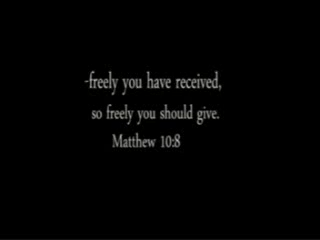 -freely you have received,
so freely you should give.
Matthew 10:8